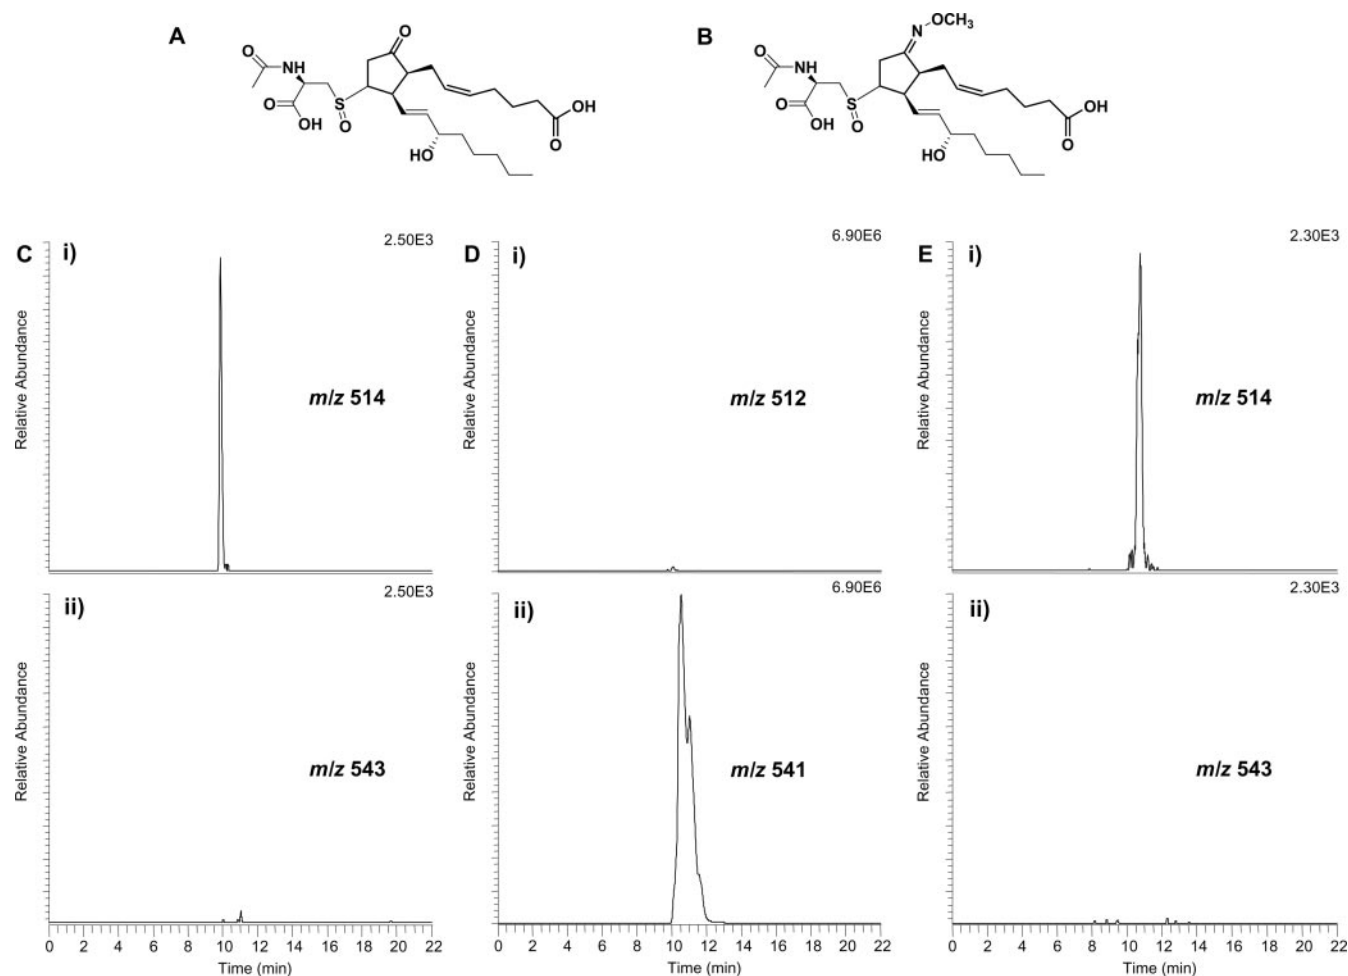 A
O
O
NH
O
OH
S
O
HO
OH
O
B
N
OCH3
O
NH
O
OH
S
O
HO
OH
O
C
i)
2.50E3
Relative Abundance
m/z 514
ii)
2.50E3
Relative Abundance
m/z 543
0 2 4 6 8 10 12 14 16 18 20 22
Time (min)
D
i)
6.90E6
Relative Abundance
m/z 512
ii)
6.90E6
Relative Abundance
m/z 541
0 2 4 6 8 10 12 14 16 18 20 22
Time (min)
E
i)
2.30E3
Relative Abundance
m/z 514
ii)
2.30E3
Relative Abundance
m/z 543
0 2 4 6 8 10 12 14 16 18 20 22
Time (min)